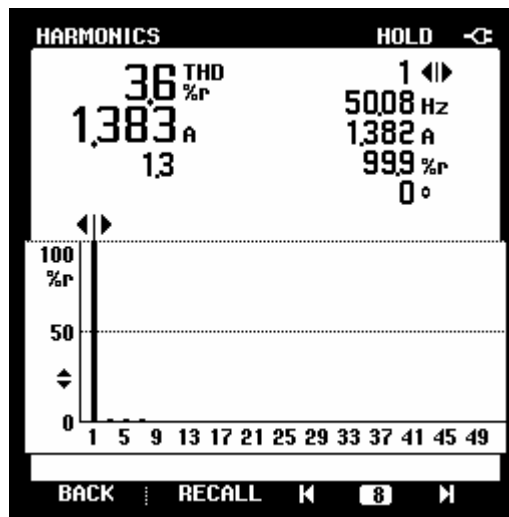 HARMONICS HOLD
3.6 THD %r
1.383 A
1.3
1
50.08 Hz
1.382 A
99.9 %r
0 °
100
%r
50
0
1 5 9 13 17 21 25 29 33 37 41 45 49
BACK RECALL 8